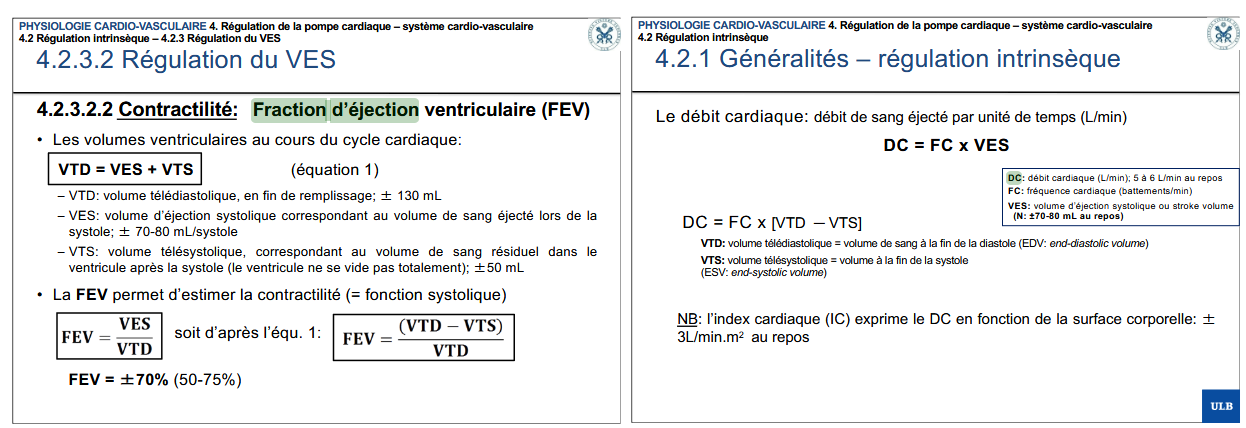 PHYSIOLOGIE CARDIO-VASCULAIRE 4. Régulation de la pompe cardiaque – système cardio-vasculaire
4.2 Régulation intrinsèque – 4.2.3 Régulation du VES
4.2.3.2 Régulation du VES
4.2.3.2.2 Contractilité: Fraction d’éjection ventriculaire (FEV)
• Les volumes ventriculaires au cours du cycle cardiaque:
VTD = VES + VTS (équation 1)
– VTD: volume télédiastolique, en fin de remplissage; ± 130 mL
– VES: volume d’éjection systolique correspondant au volume de sang éjecté lors de la
systole; ± 70-80 mL/systole
– VTS: volume télésystolique, correspondant au volume de sang résiduel dans le
ventricule après la systole (le ventricule ne se vide pas totalement); ±50 mL
• La FEV permet d’estimer la contractilité (= fonction systolique)
FEV = VES / VTD soit d’après l’équ. 1: FEV = (VTD − VTS) / VTD
FEV = ±70% (50-75%)
PHYSIOLOGIE CARDIO-VASCULAIRE 4. Régulation de la pompe cardiaque – système cardio-vasculaire
4.2 Régulation intrinsèque
4.2.1 Généralités – régulation intrinsèque
Le débit cardiaque: débit de sang éjecté par unité de temps (L/min)
DC = FC x VES
DC: débit cardiaque (L/min); 5 à 6 L/min au repos
FC: fréquence cardiaque (battements/min)
VES: volume d’éjection systolique ou stroke volume
(N: ±70-80 mL au repos)
DC = FC x [VTD − VTS]
VTD: volume télédiastolique = volume de sang à la fin de la diastole (EDV: end-diastolic volume)
VTS: volume télésystolique = volume à la fin de la systole
(ESV: end-systolic volume)
NB: l’index cardiaque (IC) exprime le DC en fonction de la surface corporelle: ±
3L/min.m² au repos
ULB